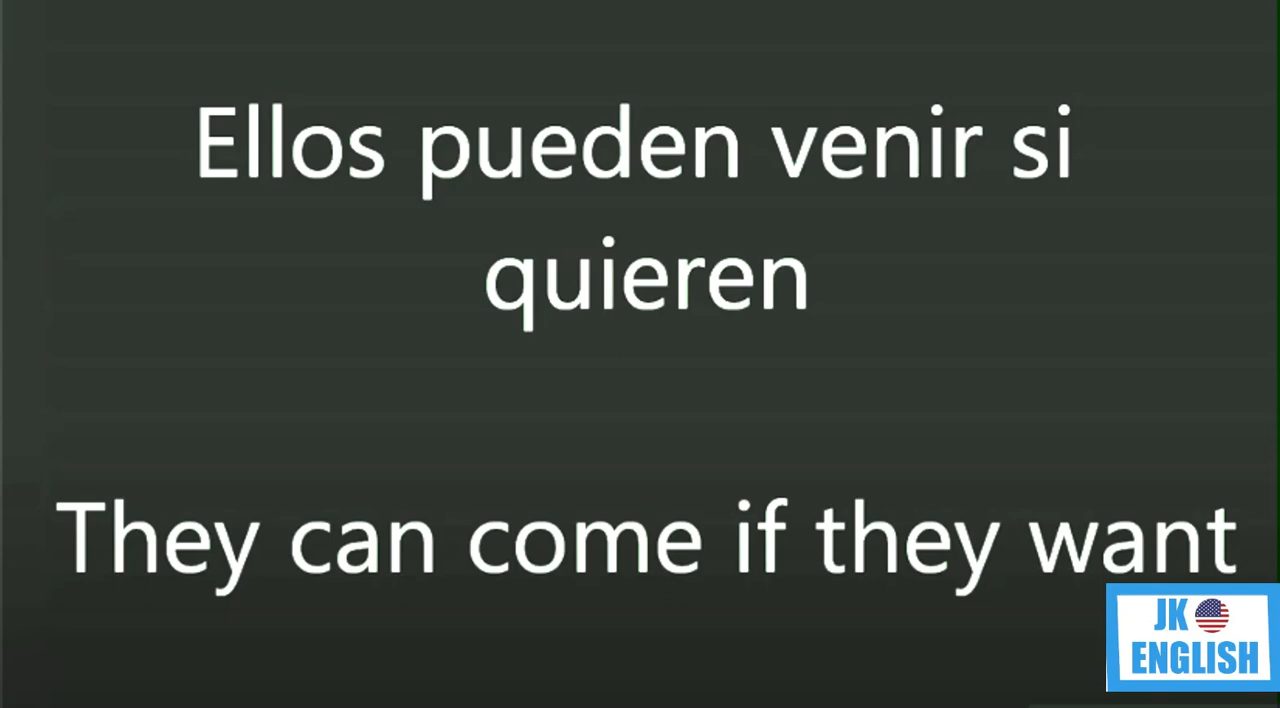 Ellos pueden venir si
quieren
They can come if they want
JK
ENGLISH